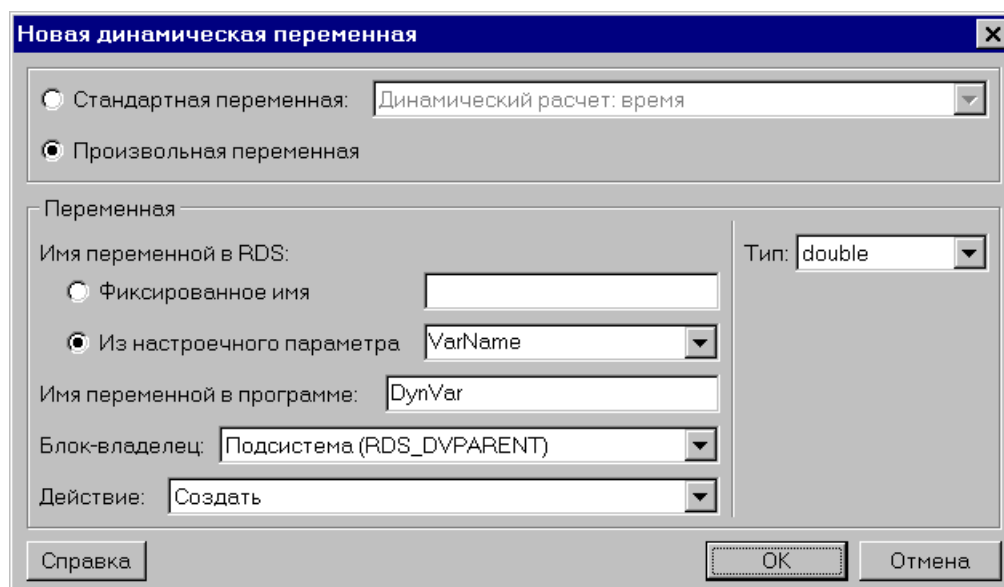 Новая динамическая переменная
Стандартная переменная: Динамический расчет: время
Произвольная переменная
Переменная
Имя переменной в RDS: Тип: double
Фиксированное имя
Из настроечного параметра VarName
Имя переменной в программе: DynVar
Блок-владелец: Подсистема (RDS_DVPARENT)
Действие: Создать
Справка OK Отмена